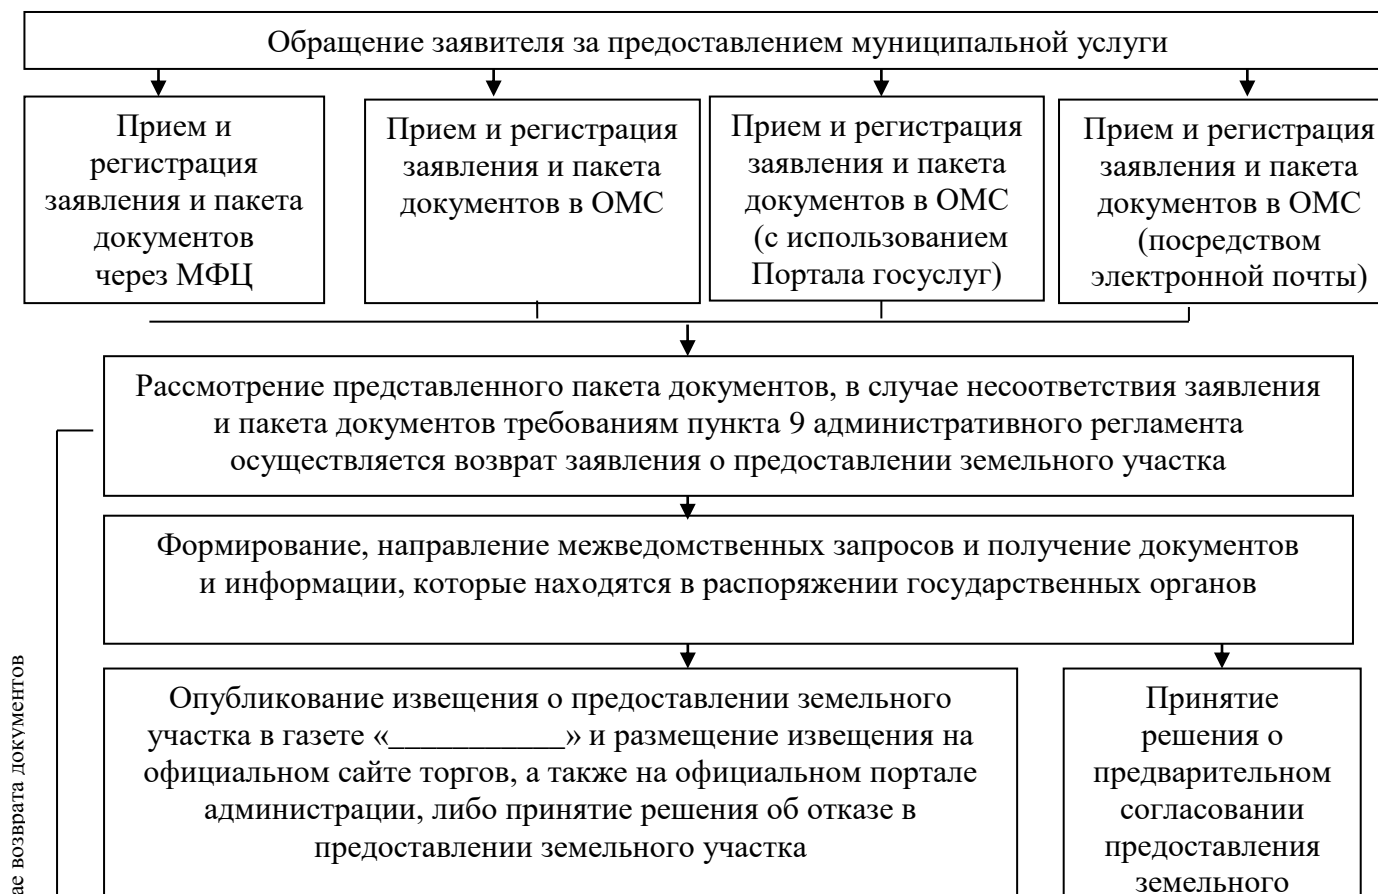 Обращение заявителя за предоставлением муниципальной услуги
Прием и
регистрация
заявления и пакета
документов
через МФЦ
Прием и регистрация
заявления и пакета
документов в ОМС
Прием и регистрация
заявления и пакета
документов в ОМС
(с использованием
Портала госуслуг)
Прием и регистрация
заявления и пакета
документов в ОМС
(посредством
электронной почты)
Рассмотрение представленного пакета документов, в случае несоответствия заявления
и пакета документов требованиям пункта 9 административного регламента
осуществляется возврат заявления о предоставлении земельного участка
Формирование, направление межведомственных запросов и получение документов
и информации, которые находятся в распоряжении государственных органов
возврата документов
Опубликование извещения о предоставлении земельного
участка в газете «___________» и размещение извещения на
официальном сайте торгов, а также на официальном портале
администрации, либо принятие решения об отказе в
предоставлении земельного участка
Принятие
решения о
предварительном
согласовании
предоставления
земельного